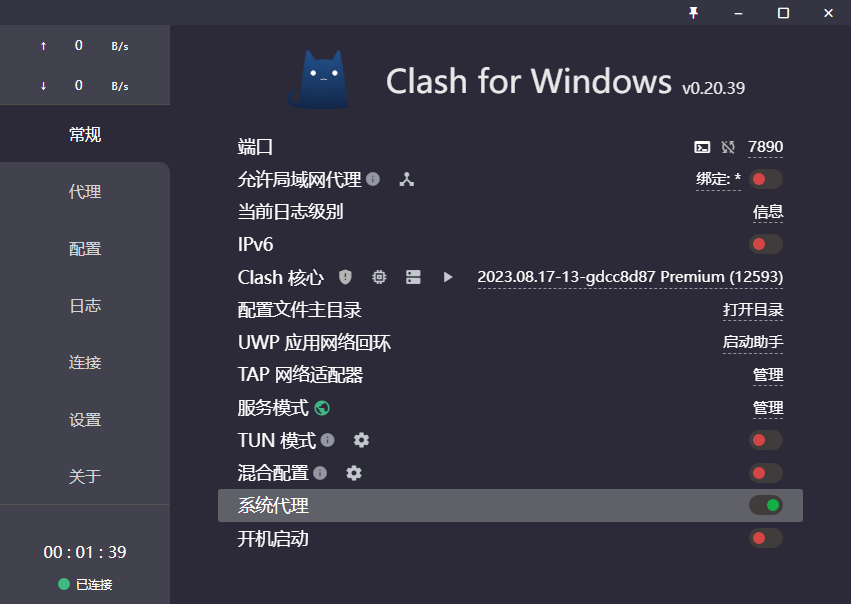 ↑ 0 B/s
↓ 0 B/s
常规
代理
配置
日志
连接
设置
关于
00 : 01 : 39
已连接
Clash for Windows v0.20.39
端口 7890
允许局域网代理 绑定: *
当前日志级别 信息
IPv6
Clash 核心 2023.08.17-13-gdcc8d87 Premium (12593)
配置文件主目录 打开目录
UWP 应用网络回环 启动助手
TAP 网络适配器 管理
服务模式 管理
TUN 模式
混合配置
系统代理
开机启动